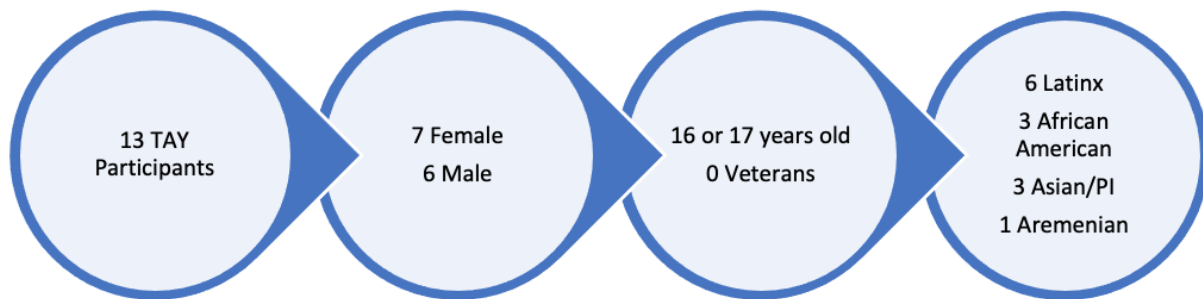 13 TAY
Participants
7 Female
6 Male
16 or 17 years old
0 Veterans
6 Latinx
3 African
American
3 Asian/PI
1 Aremenian